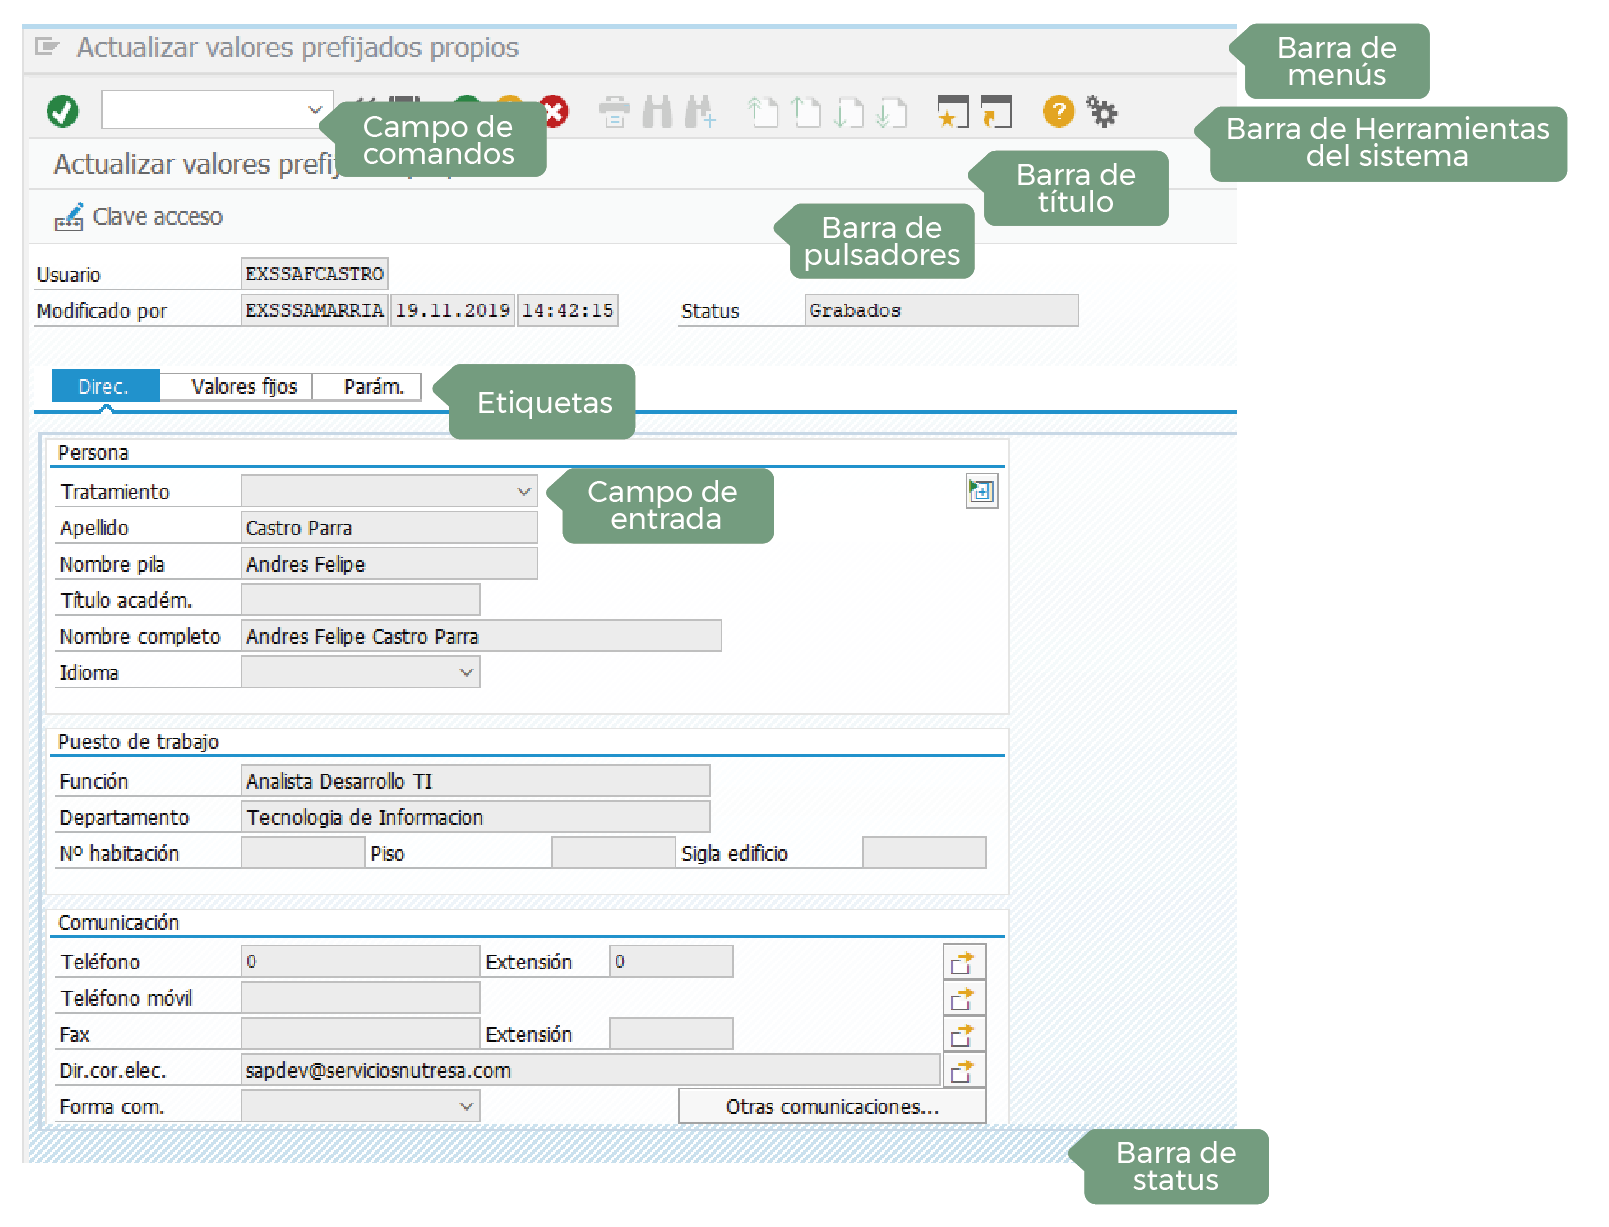 Actualizar valores prefijados propios
Barra de
menús
Campo de
comandos
Barra de Herramientas
del sistema
Actualizar valores
Barra de
título
Clave acceso
Barra de
pulsadores
Usuario EXSSAFCASTRO
Modificado por EXSSSAMARRIA 19.11.2019 14:42:15 Status Grabados
Direc. Valores fijos Parám.
Etiquetas
Persona
Tratamiento
Campo de
entrada
Apellido Castro Parra
Nombre pila Andres Felipe
Título académ.
Nombre completo Andres Felipe Castro Parra
Idioma
Puesto de trabajo
Función Analista Desarrollo TI
Departamento Tecnologia de Informacion
Nº habitación Piso Sigla edificio
Comunicación
Teléfono 0 Extensión 0
Teléfono móvil
Fax Extensión
Dir.cor.elec. sapdev@serviciosnutresa.com
Forma com. Otras comunicaciones...
Barra de
status